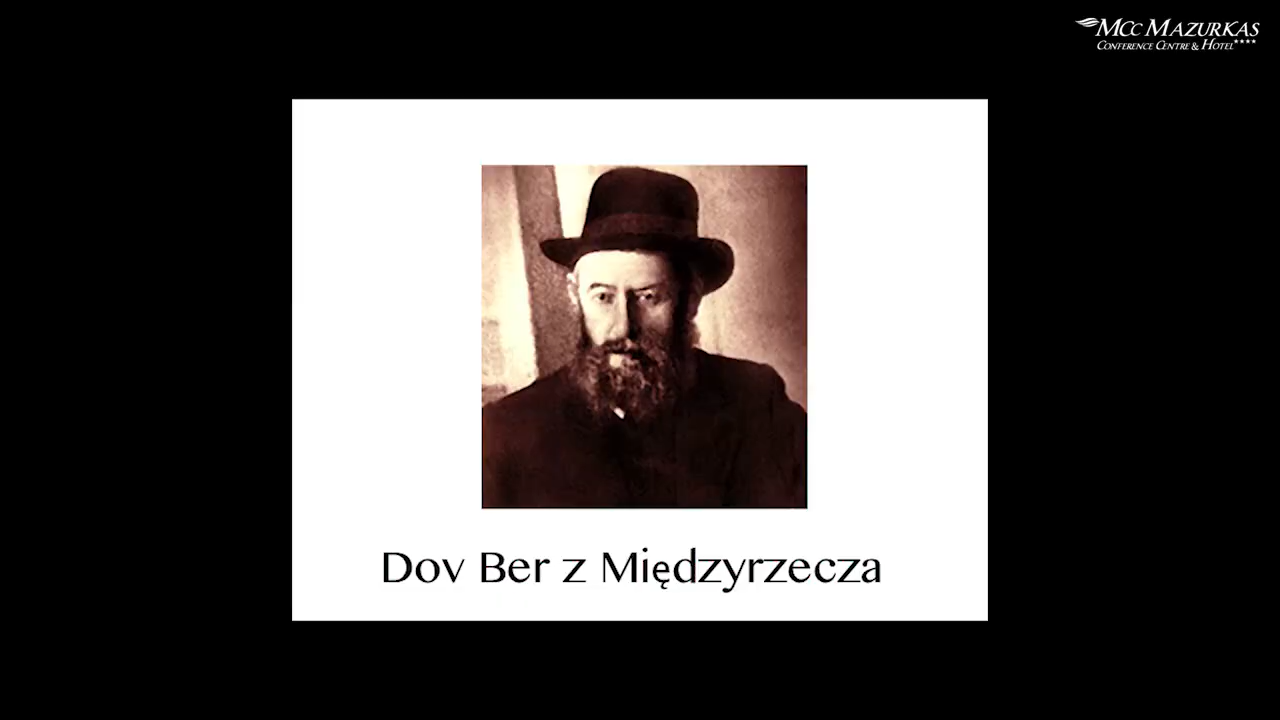 MCC MAZURKAS
CONFERENCE CENTRE & HOTEL****
Dov Ber z Międzyrzecza